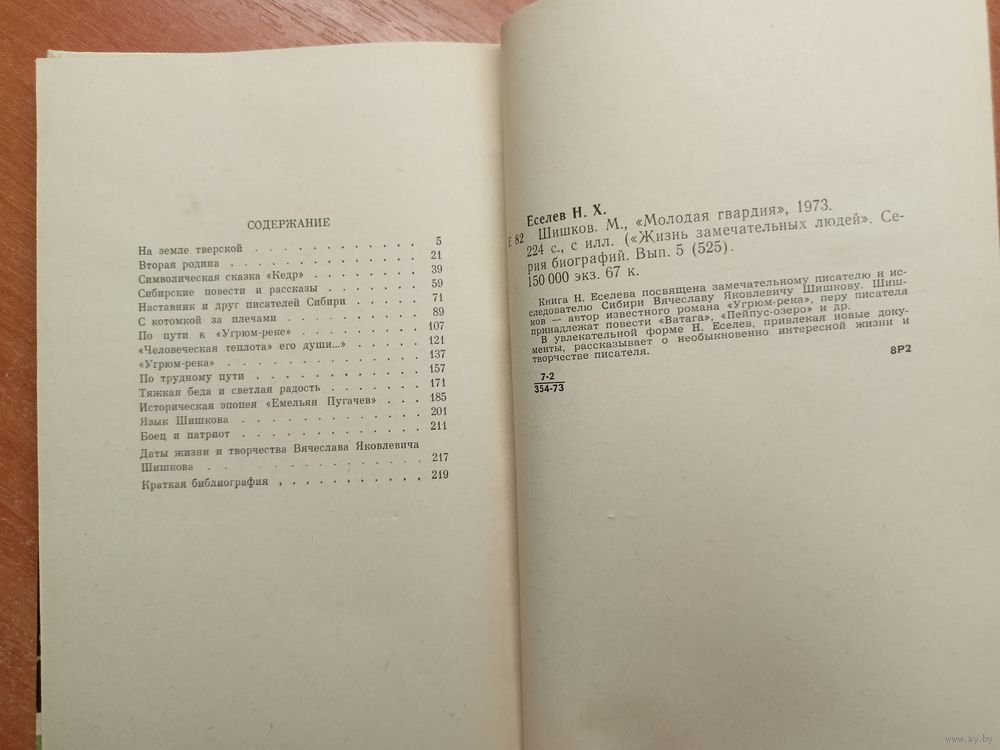 СОДЕРЖАНИЕ
На земле тверской . . . . . . . . . . . 5
Вторая родина . . . . . . . . . . . . 21
Символическая сказка «Кедр» . . . . . . . 39
Сибирские повести и рассказы . . . . . . 59
Наставник и друг писателей Сибири . . . . . 71
С котомкой за плечами . . . . . . . . . 89
По пути к «Угрюм-реке» . . . . . . . . 107
«Человеческая теплота» его души...» . . . . . 121
«Угрюм-река» . . . . . . . . . . . . 137
По трудному пути . . . . . . . . . . . 157
Тяжкая беда и светлая радость . . . . . . 171
Историческая эпопея «Емельян Пугачев» . . . 185
Язык Шишкова . . . . . . . . . . . . 201
Боец и патриот . . . . . . . . . . . . 211
Даты жизни и творчества Вячеслава Яковлевича
Шишкова . . . . . . . . . . . . . 217
Краткая библиография . . . . . . . . . . 219
Еселев Н. Х.
Е 82 Шишков. М., «Молодая гвардия», 1973.
224 с., с илл. («Жизнь замечательных людей». Се-
рия биографий. Вып. 5 (525).
150 000 экз. 67 к.
Книга Н. Еселева посвящена замечательному писателю и ис-
следователю Сибири Вячеславу Яковлевичу Шишкову. Шиш-
ков — автор известного романа «Угрюм-река», перу писателя
принадлежат повести «Ватага», «Пейпус-озеро» и др.
В увлекательной форме Н. Еселев, привлекая новые доку-
менты, рассказывает о необыкновенно интересной жизни и
творчестве писателя.
7-2
354-73
8Р2
www.ay.by